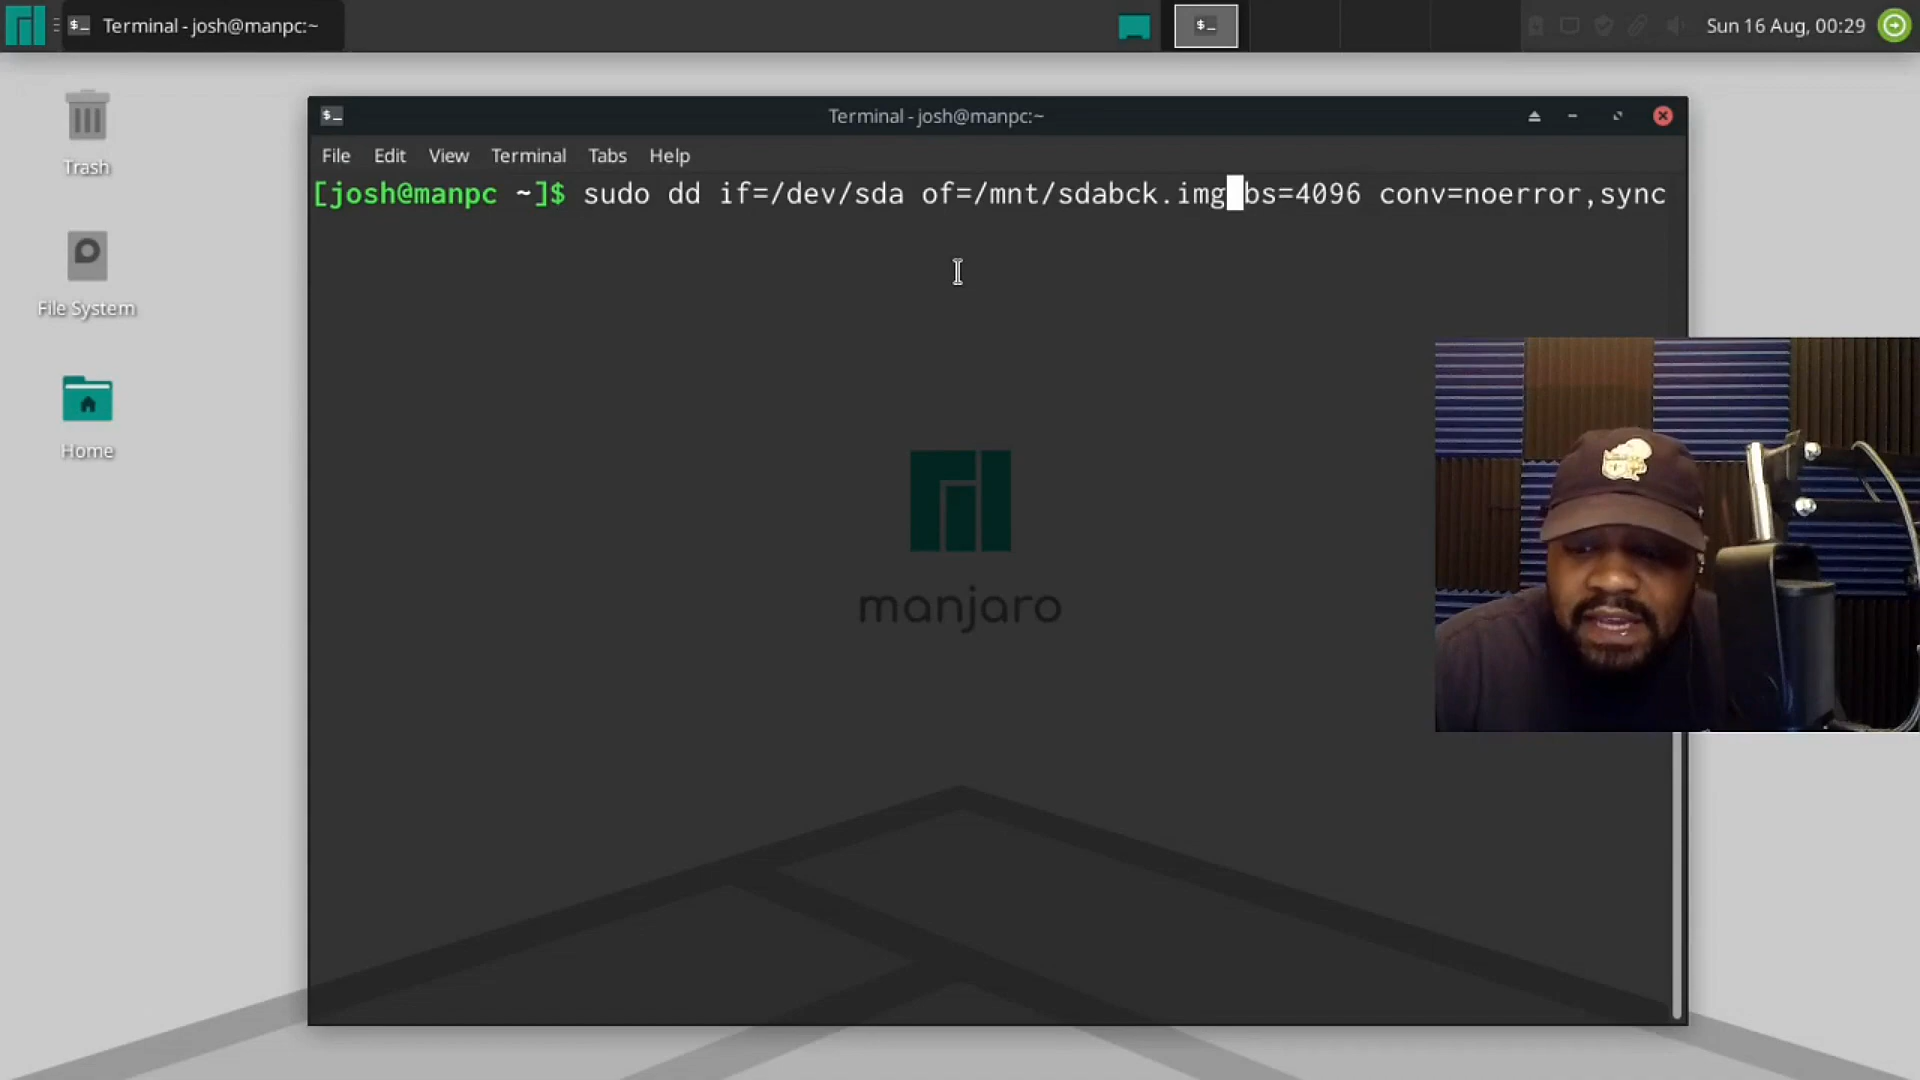 Terminal - josh@manpc:~
Sun 16 Aug, 00:29
Trash
File System
Home
Terminal - josh@manpc:~
File Edit View Terminal Tabs Help
[josh@manpc ~]$ sudo dd if=/dev/sda of=/mnt/sdabck.img bs=4096 conv=noerror,sync
manjaro